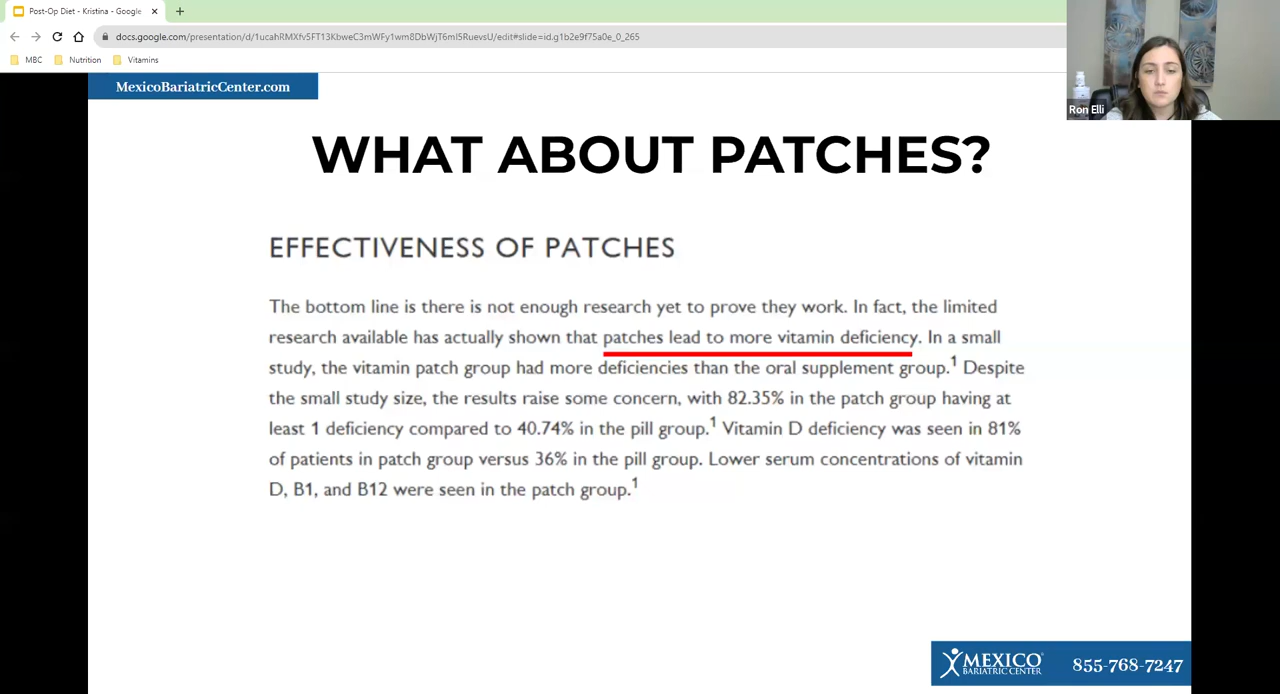 Post-Op Diet - Kristina - Google
docs.google.com/presentation/d/1ucahRMXfv5FT13KbweC3mWFy1wm8DbWjT6mI5RuevsU/edit#slide=id.g1b2e9f75a0e_0_265
MBC Nutrition Vitamins
Ron Elli
MexicoBariatricCenter.com
WHAT ABOUT PATCHES?
EFFECTIVENESS OF PATCHES
The bottom line is there is not enough research yet to prove they work. In fact, the limited
research available has actually shown that patches lead to more vitamin deficiency. In a small
study, the vitamin patch group had more deficiencies than the oral supplement group.1 Despite
the small study size, the results raise some concern, with 82.35% in the patch group having at
least 1 deficiency compared to 40.74% in the pill group.1 Vitamin D deficiency was seen in 81%
of patients in patch group versus 36% in the pill group. Lower serum concentrations of vitamin
D, B1, and B12 were seen in the patch group.1
MEXICO
BARIATRIC CENTER
855-768-7247